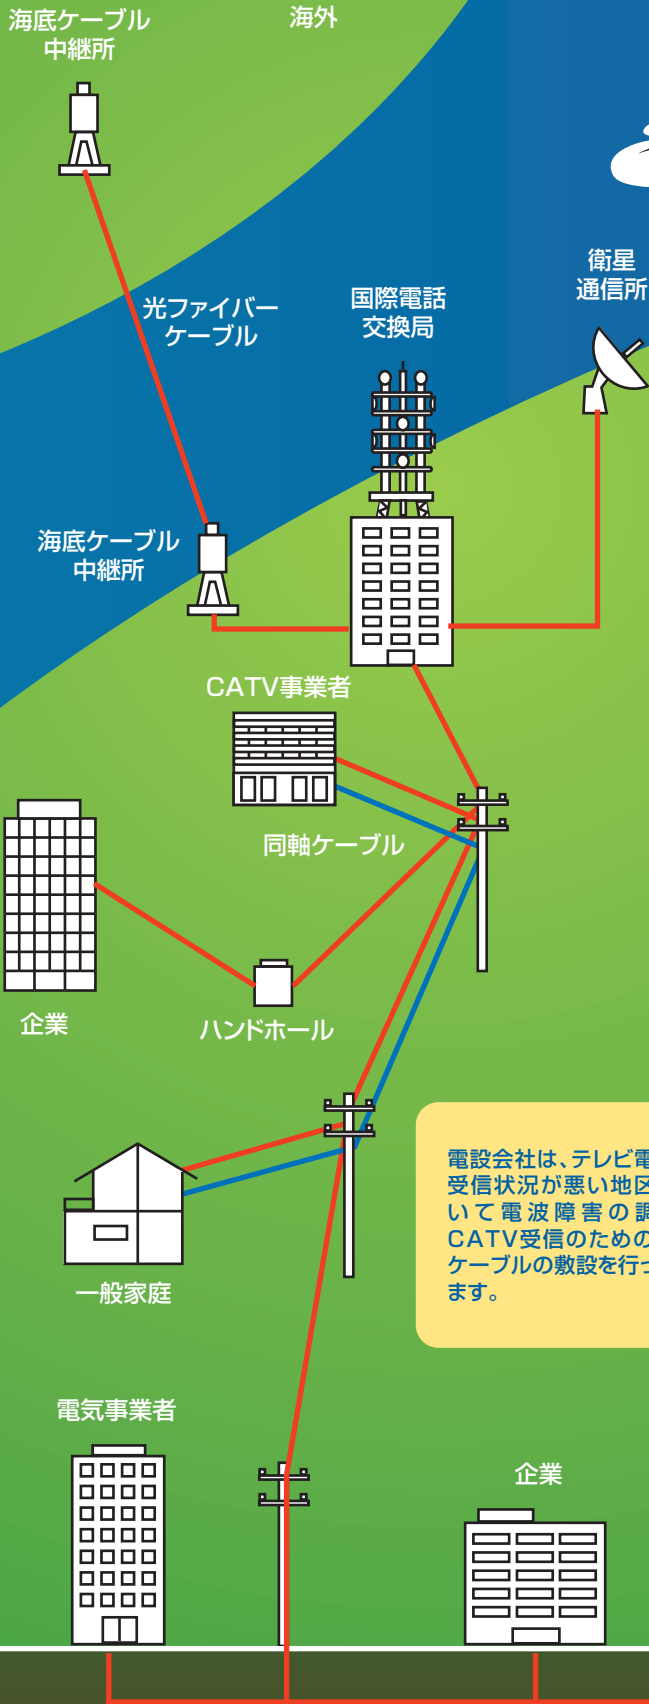 海底ケーブル
中継所
海外
衛星
通信所
光ファイバー
ケーブル
国際電話
交換局
海底ケーブル
中継所
CATV事業者
同軸ケーブル
企業
ハンドホール
電設会社は、テレビ電
受信状況が悪い地区
いて電波障害の調
CATV受信のための
ケーブルの敷設を行っ
ます。
一般家庭
電気事業者
企業